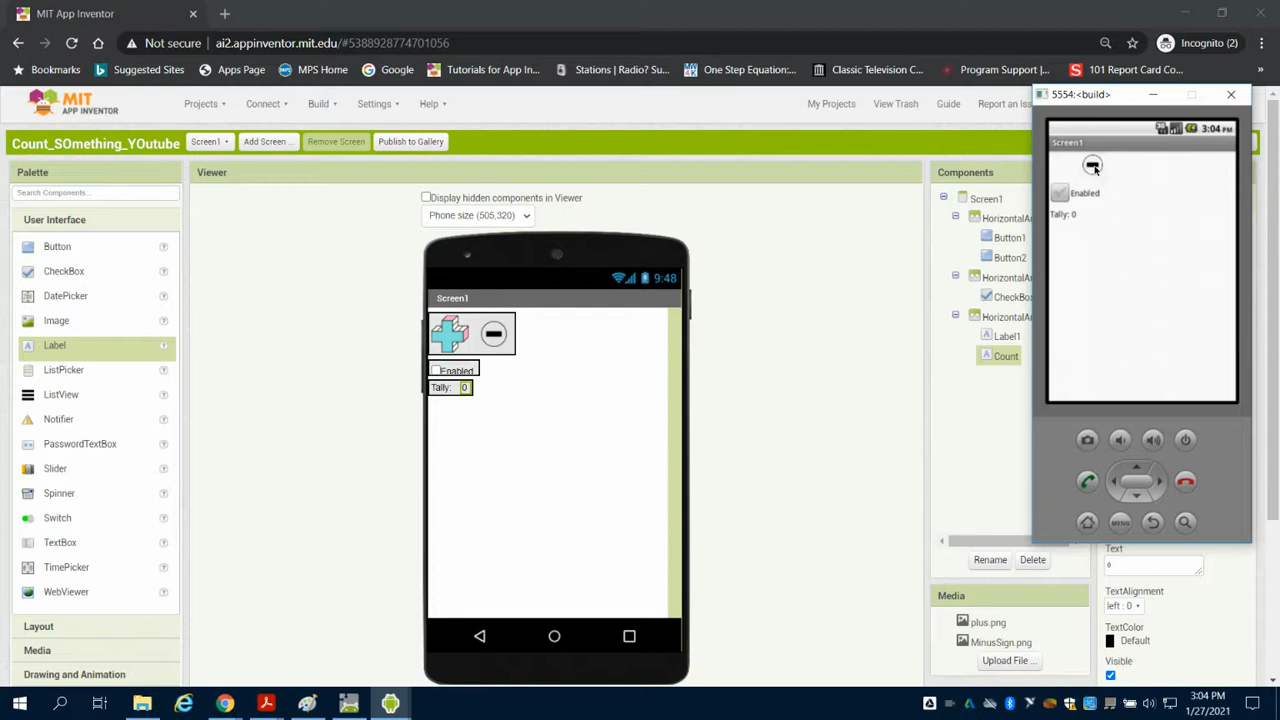 MIT App Inventor
Not secure
ai2.appinventor.mit.edu/#5388928774701056
Incognito (2)
Bookmarks
Suggested Sites
Apps Page
MPS Home
Google
Tutorials for App In...
Stations | Radio? Su...
One Step Equation:...
Classic Television C...
Program Support |...
101 Report Card Co...
MIT
APP INVENTOR
Projects
Connect
Build
Settings
Help
My Projects
View Trash
Guide
Report an Iss
Count_SOmething_YOutube
Screen1
Add Screen ...
Remove Screen
Publish to Gallery
Palette
Search Components...
User Interface
Button
CheckBox
DatePicker
Image
Label
ListPicker
ListView
Notifier
PasswordTextBox
Slider
Spinner
Switch
TextBox
TimePicker
WebViewer
Layout
Media
Drawing and Animation
Viewer
Display hidden components in Viewer
Phone size (505,320)
9:48
Screen1
Enabled
Tally: 0
Components
Screen1
HorizontalAr
Button1
Button2
HorizontalAr
CheckBo
HorizontalAr
Label1
Count
Rename
Delete
Media
plus.png
MinusSign.png
Upload File ...
5554:<build>
3:04 PM
Screen1
Enabled
Tally: 0
MENU
Text
0
TextAlignment
left : 0
TextColor
Default
Visible
3:04 PM
1/27/2021